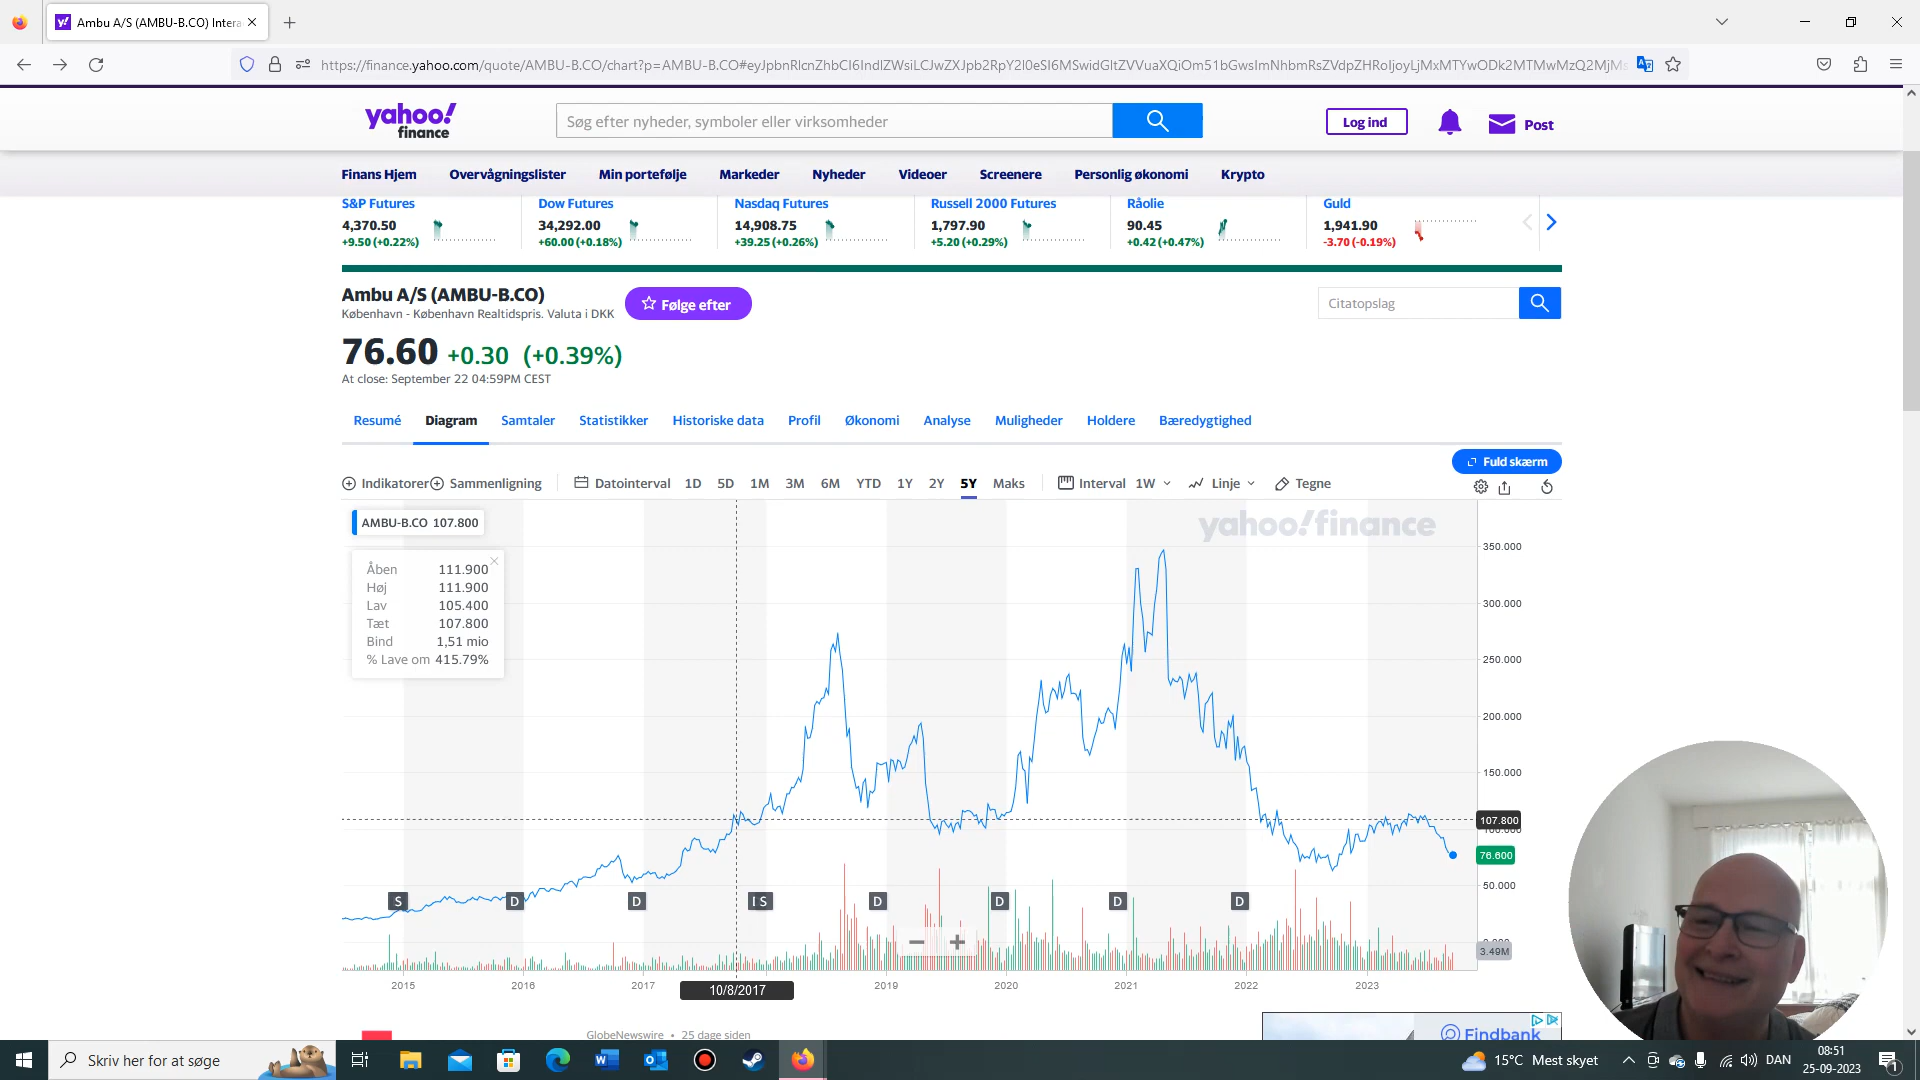 Ambu A/S (AMBU-B.CO) Intera
https://finance.yahoo.com/quote/AMBU-B.CO/chart?p=AMBU-B.CO#
yahoo!
finance
Søg efter nyheder, symboler eller virksomheder
Log ind
Post
Finans Hjem Overvågningslister Min portefølje Markeder Nyheder Videoer Screenere Personlig økonomi Krypto
S&P Futures Dow Futures Nasdaq Futures Russell 2000 Futures Råolie Guld
4,370.50 34,292.00 14,908.75 1,797.90 90.45 1,941.90
+9.50 (+0.22%) +60.00 (+0.18%) +39.25 (+0.26%) +5.20 (+0.29%) +0.42 (+0.47%) -3.70 (-0.19%)
Ambu A/S (AMBU-B.CO)
København - København Realtidspris. Valuta i DKK
Følge efter
Citatopslag
76.60 +0.30 (+0.39%)
At close: September 22 04:59PM CEST
Resumé Diagram Samtaler Statistikker Historiske data Profil Økonomi Analyse Muligheder Holdere Bæredygtighed
Fuld skærm
Indikatorer Sammenligning Datointerval 1D 5D 1M 3M 6M YTD 1Y 2Y 5Y Maks Interval 1W Linje Tegne
AMBU-B.CO 107.800
yahoo!finance
Åben 111.900
Høj 111.900
Lav 105.400
Tæt 107.800
Bind 1,51 mio
% Lave om 415.79%
350.000
300.000
250.000
200.000
150.000
107.800
76.600
50.000
3.49M
S D D I S D D D D
2015 2016 2017 10/8/2017 2019 2020 2021 2022 2023
GlobeNewswire • 25 dage siden
Findbank
Skriv her for at søge
15°C Mest skyet
DAN
08:51
25-09-2023
1